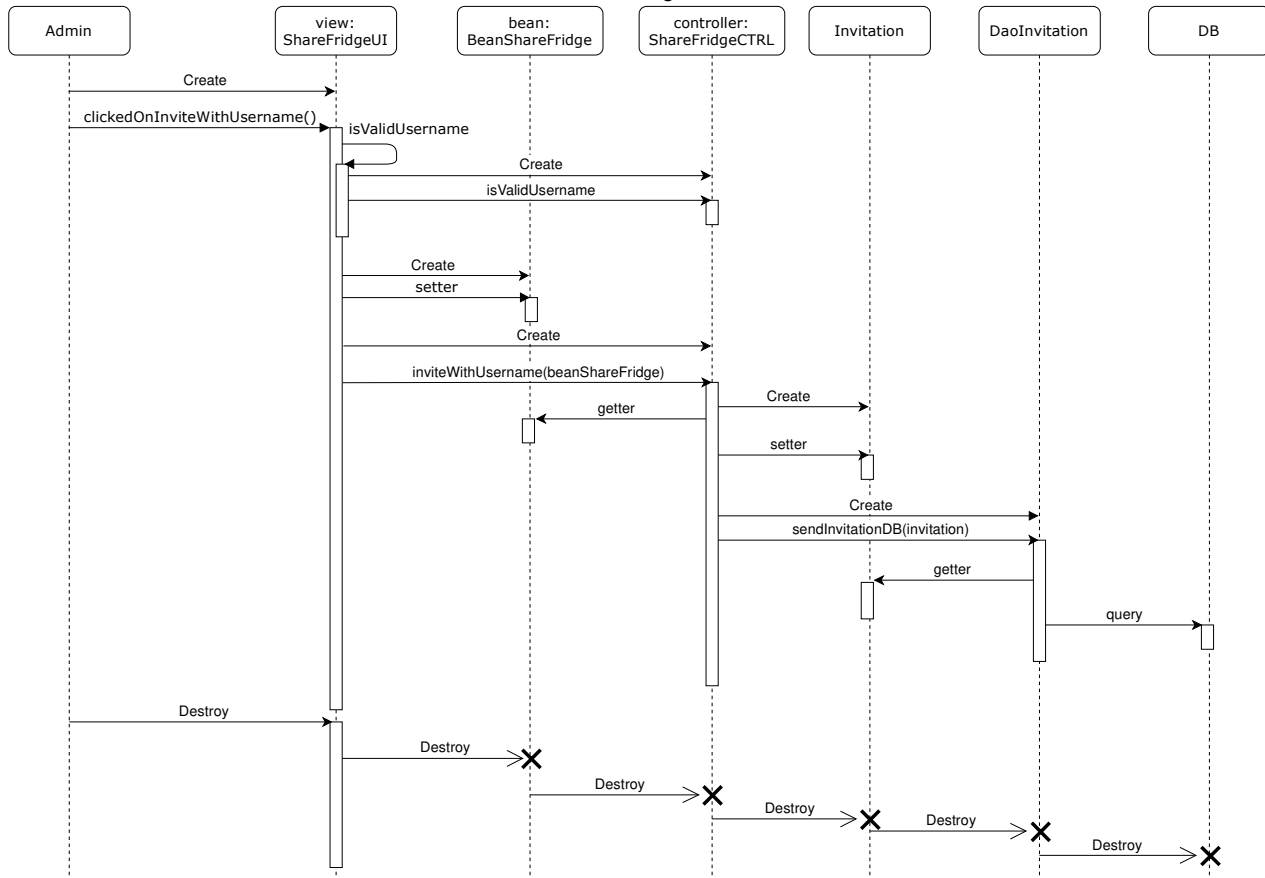 Admin
view:
ShareFridgeUI
bean:
BeanShareFridge
controller:
ShareFridgeCTRL
Invitation
DaoInvitation
DB
Create
clickedOnInviteWithUsername()
isValidUsername
Create
isValidUsername
Create
setter
Create
inviteWithUsername(beanShareFridge)
Create
getter
setter
Create
sendInvitationDB(invitation)
getter
query
Destroy
Destroy
Destroy
Destroy
Destroy
Destroy